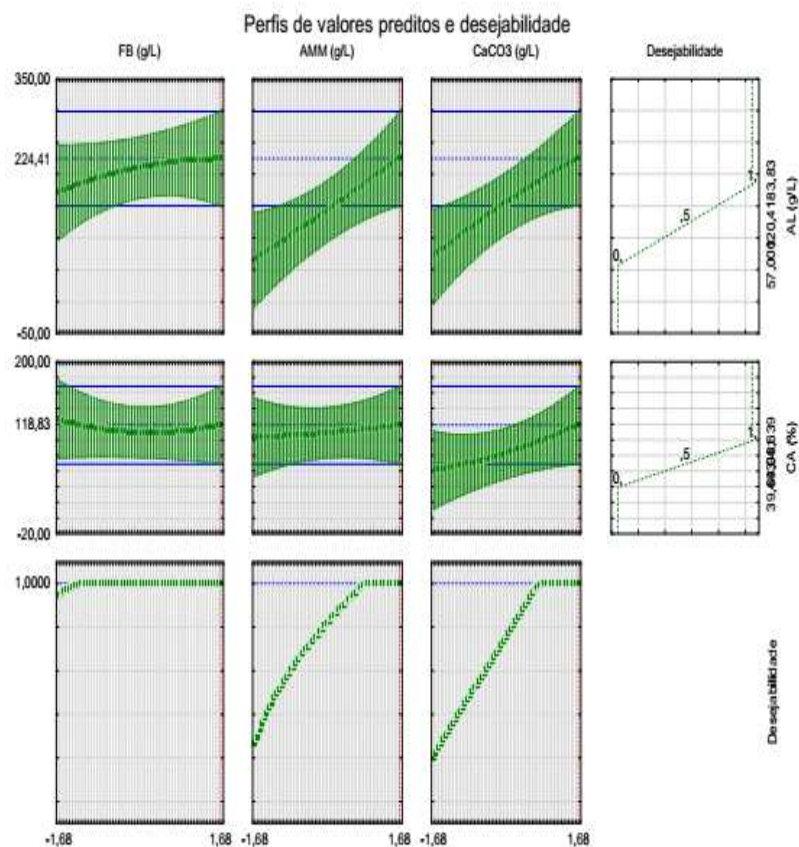 Perfis de valores preditos e desejabilidade
FB (g/L) AMM (g/L) CaCO3 (g/L) Desejabilidade
350,00
224,41
-50,00
0,
,5
1,
183,83
AL (g/L)
200,00
118,83
-20,00
0,
,5
1,
CA (%)
1,0000
Desejabilidade
-1,68 1,68 -1,68 1,68 -1,68 1,68